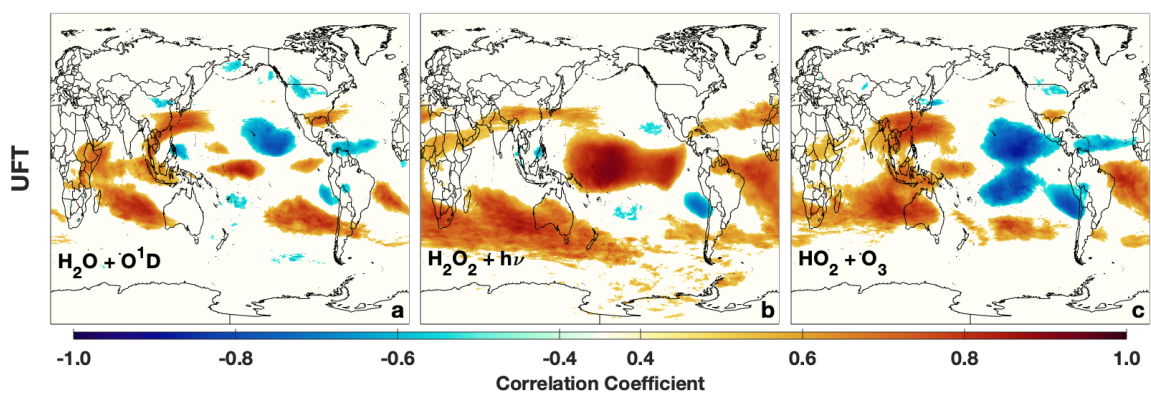 UFT
H₂O + O¹D
a
H₂O₂ + hν
b
HO₂ + O₃
c
-1.0 -0.8 -0.6 -0.4 0.4 0.6 0.8 1.0
Correlation Coefficient